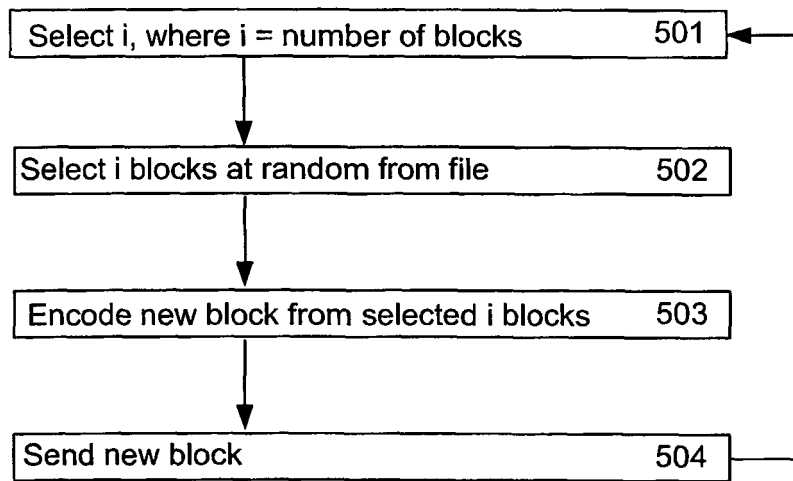 Select i, where i = number of blocks 501
Select i blocks at random from file 502
Encode new block from selected i blocks 503
Send new block 504